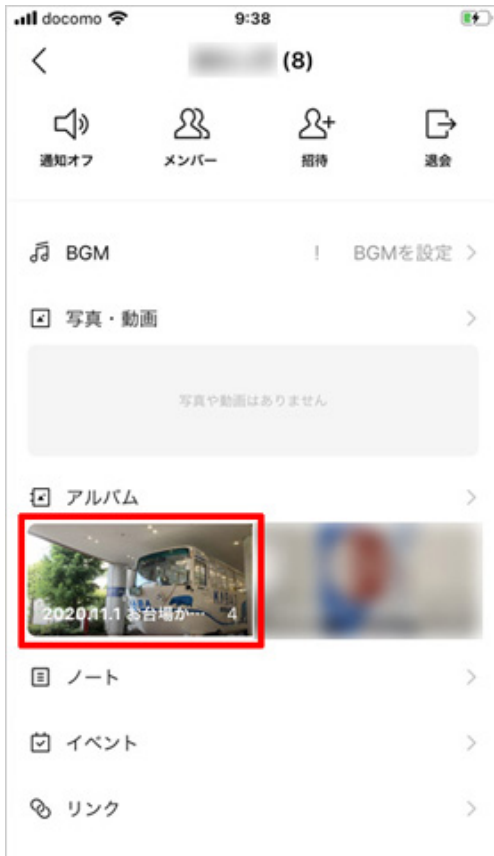 docomo 9:38
(8)
通知オフ メンバー 招待 退会
BGM ! BGMを設定
写真・動画
写真や動画はありません
アルバム
2020.11.1 お台場が… 4
ノート
イベント
リンク